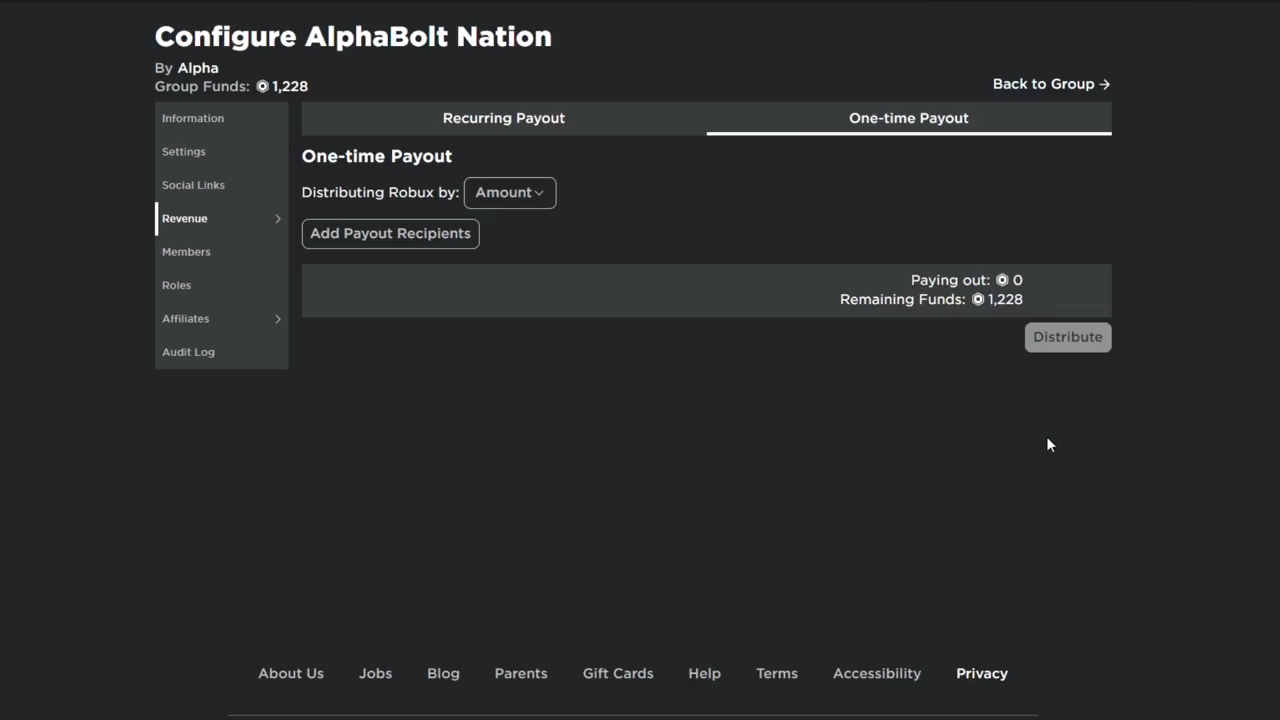 Configure AlphaBolt Nation
By Alpha
Group Funds: 1,228
Back to Group →
Information
Settings
Social Links
Revenue
Members
Roles
Affiliates
Audit Log
Recurring Payout One-time Payout
One-time Payout
Distributing Robux by: Amount
Add Payout Recipients
Paying out: 0
Remaining Funds: 1,228
Distribute
About Us Jobs Blog Parents Gift Cards Help Terms Accessibility Privacy